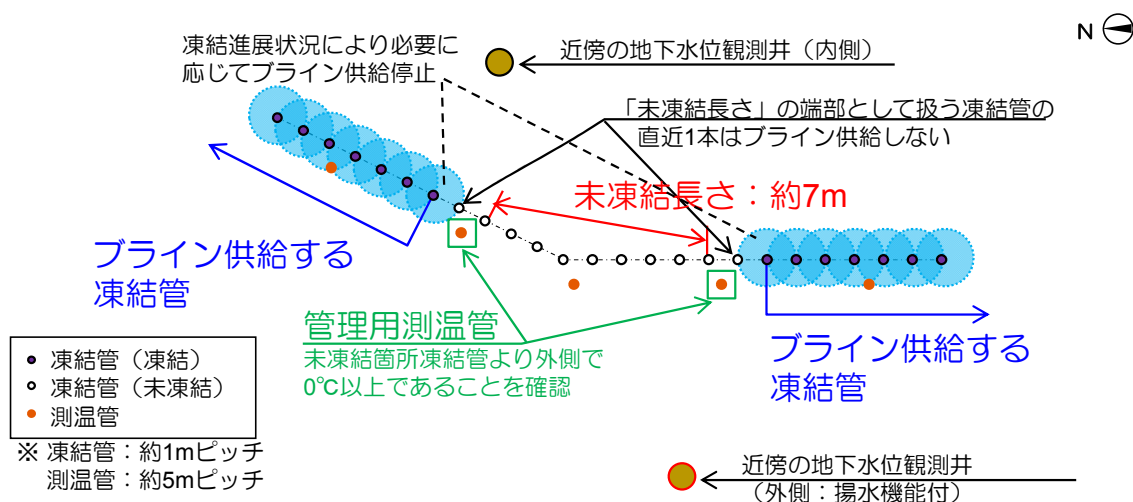 N
凍結進展状況により必要に
応じてブライン供給停止
近傍の地下水位観測井（内側）
「未凍結長さ」の端部として扱う凍結管の
直近1本はブライン供給しない
未凍結長さ：約7m
ブライン供給する
凍結管
管理用測温管
未凍結箇所凍結管より外側で
0℃以上であることを確認
ブライン供給する
凍結管
凍結管（凍結）
凍結管（未凍結）
測温管
※ 凍結管：約1mピッチ
測温管：約5mピッチ
近傍の地下水位観測井
（外側：揚水機能付）